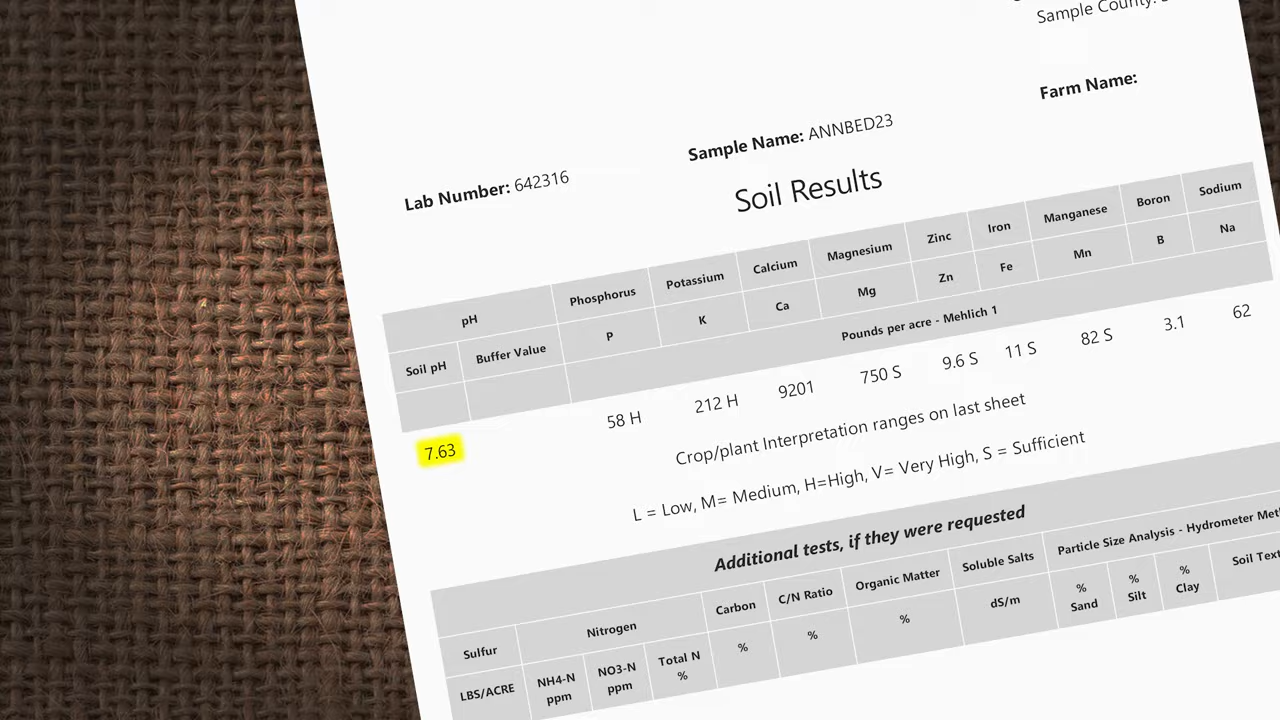 Sample County:
Farm Name:
Sample Name: ANNBED23
Lab Number: 642316
Soil Results
pH Phosphorus Potassium Calcium Magnesium Zinc Iron Manganese Boron Sodium
Soil pH Buffer Value P K Ca Mg Zn Fe Mn B Na
Pounds per acre - Mehlich 1
7.63 58 H 212 H 9201 750 S 9.6 S 11 S 82 S 3.1 62
Crop/plant Interpretation ranges on last sheet
L = Low, M= Medium, H=High, V= Very High, S = Sufficient
Additional tests, if they were requested
Sulfur Nitrogen Carbon C/N Ratio Organic Matter Soluble Salts Particle Size Analysis - Hydrometer
LBS/ACRE NH4-N ppm NO3-N ppm Total N % % % % dS/m % Sand % Silt % Clay Soil